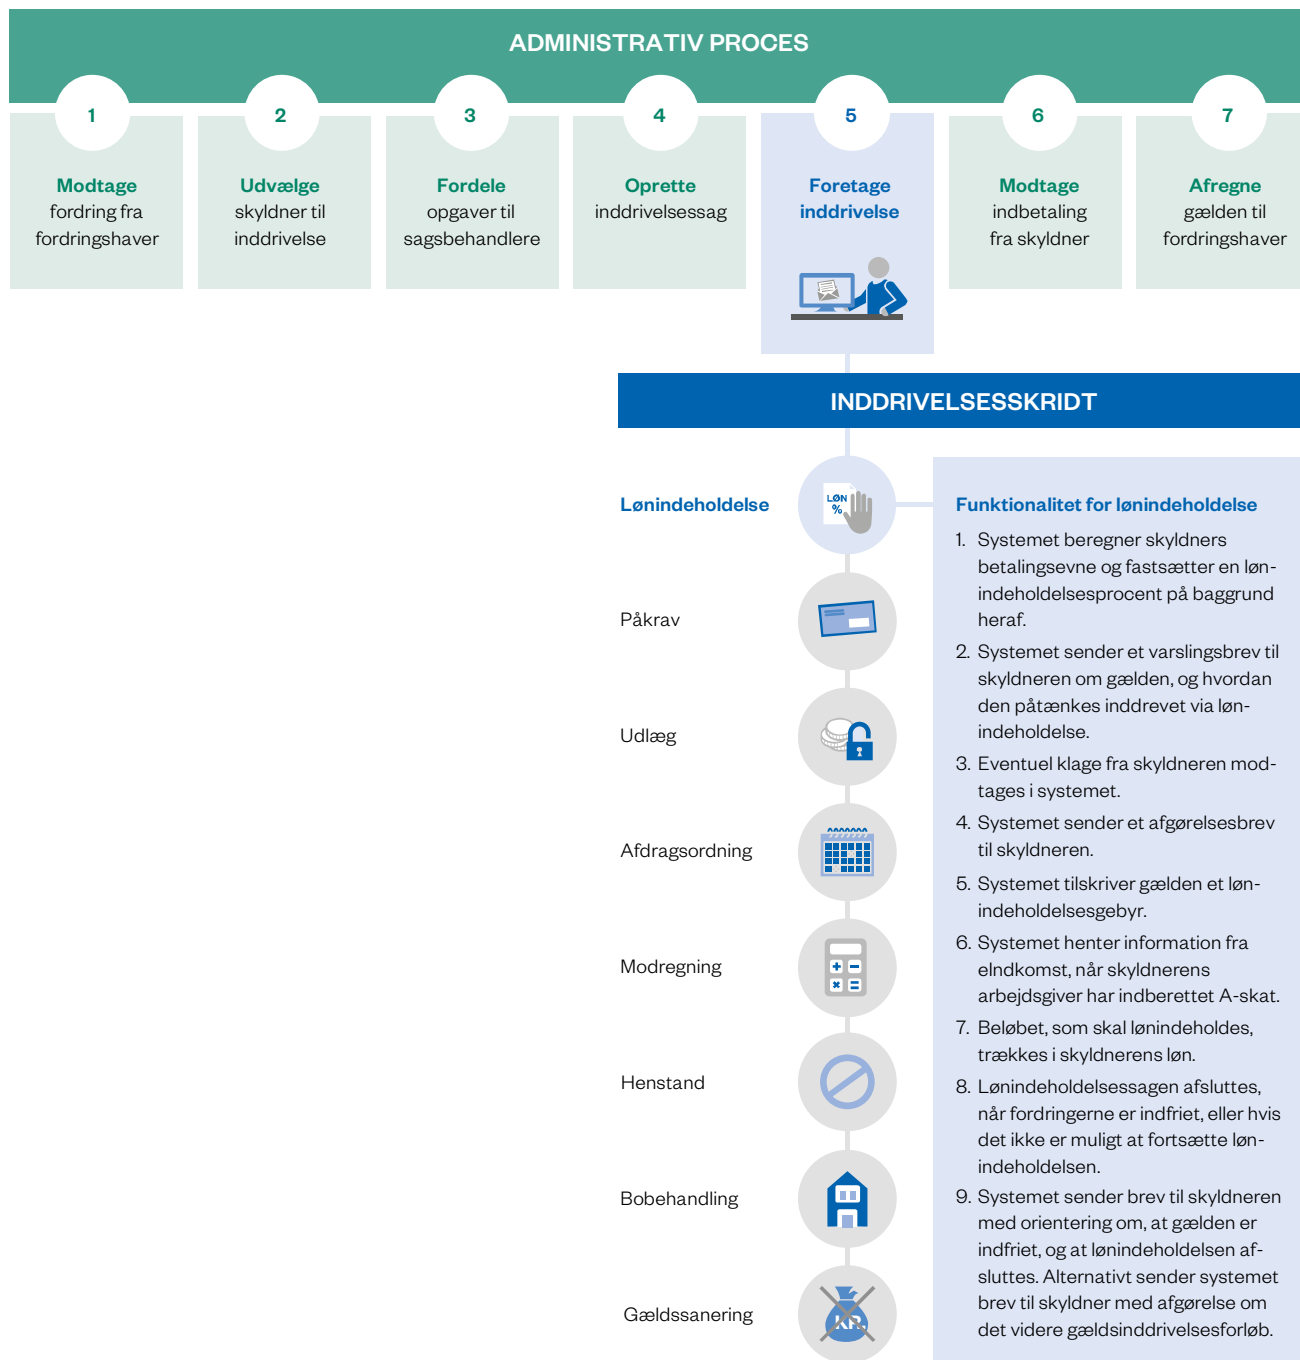 ADMINISTRATIV PROCES
1
Modtage
fordring fra
fordringshaver
2
Udvælge
skyldner til
inddrivelse
3
Fordele
opgaver til
sagsbehandlere
4
Oprette
inddrivelsessag
5
Foretage
inddrivelse
6
Modtage
indbetaling
fra skyldner
7
Afregne
gælden til
fordringshaver
INDDRIVELSESSKRIDT
Lønindeholdelse
LØN
%
Påkrav
Udlæg
Afdragsordning
Modregning
Henstand
Bobehandling
Gældssanering
KR.
Funktionalitet for lønindeholdelse
1. Systemet beregner skyldners
betalingsevne og fastsætter en løn-
indeholdelsesprocent på baggrund
heraf.
2. Systemet sender et varslingsbrev til
skyldneren om gælden, og hvordan
den påtænkes inddrevet via løn-
indeholdelse.
3. Eventuel klage fra skyldneren mod-
tages i systemet.
4. Systemet sender et afgørelsesbrev
til skyldneren.
5. Systemet tilskriver gælden et løn-
indeholdelsesgebyr.
6. Systemet henter information fra
eIndkomst, når skyldnerens
arbejdsgiver har indberettet A-skat.
7. Beløbet, som skal lønindeholdes,
trækkes i skyldnerens løn.
8. Lønindeholdelsessagen afsluttes,
når fordringerne er indfriet, eller hvis
det ikke er muligt at fortsætte løn-
indeholdelsen.
9. Systemet sender brev til skyldneren
med orientering om, at gælden er
indfriet, og at lønindeholdelsen af-
sluttes. Alternativt sender systemet
brev til skyldner med afgørelse om
det videre gældsinddrivelsesforløb.